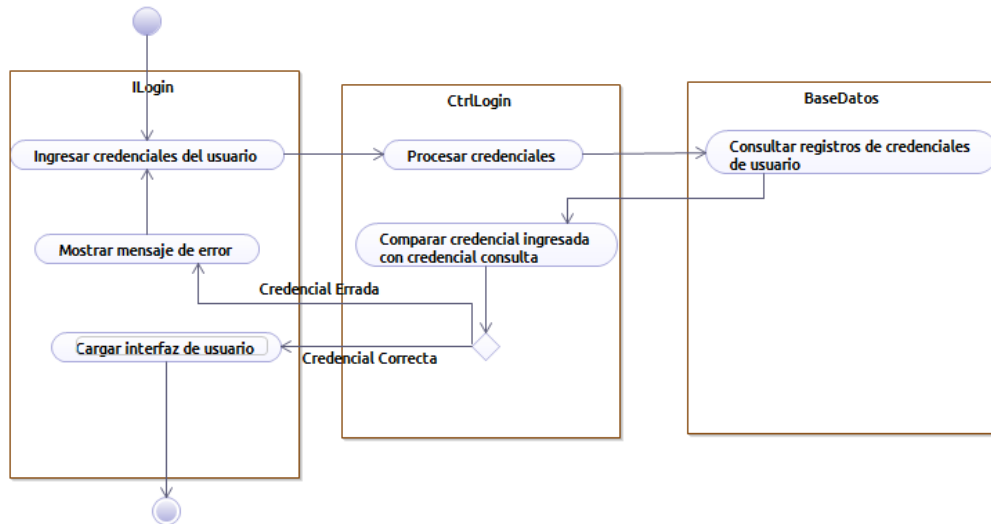 ILogin
CtrlLogin
BaseDatos
Ingresar credenciales del usuario
Procesar credenciales
Consultar registros de credenciales
de usuario
Mostrar mensaje de error
Comparar credencial ingresada
con credencial consulta
Credencial Errada
Cargar interfaz de usuario
Credencial Correcta